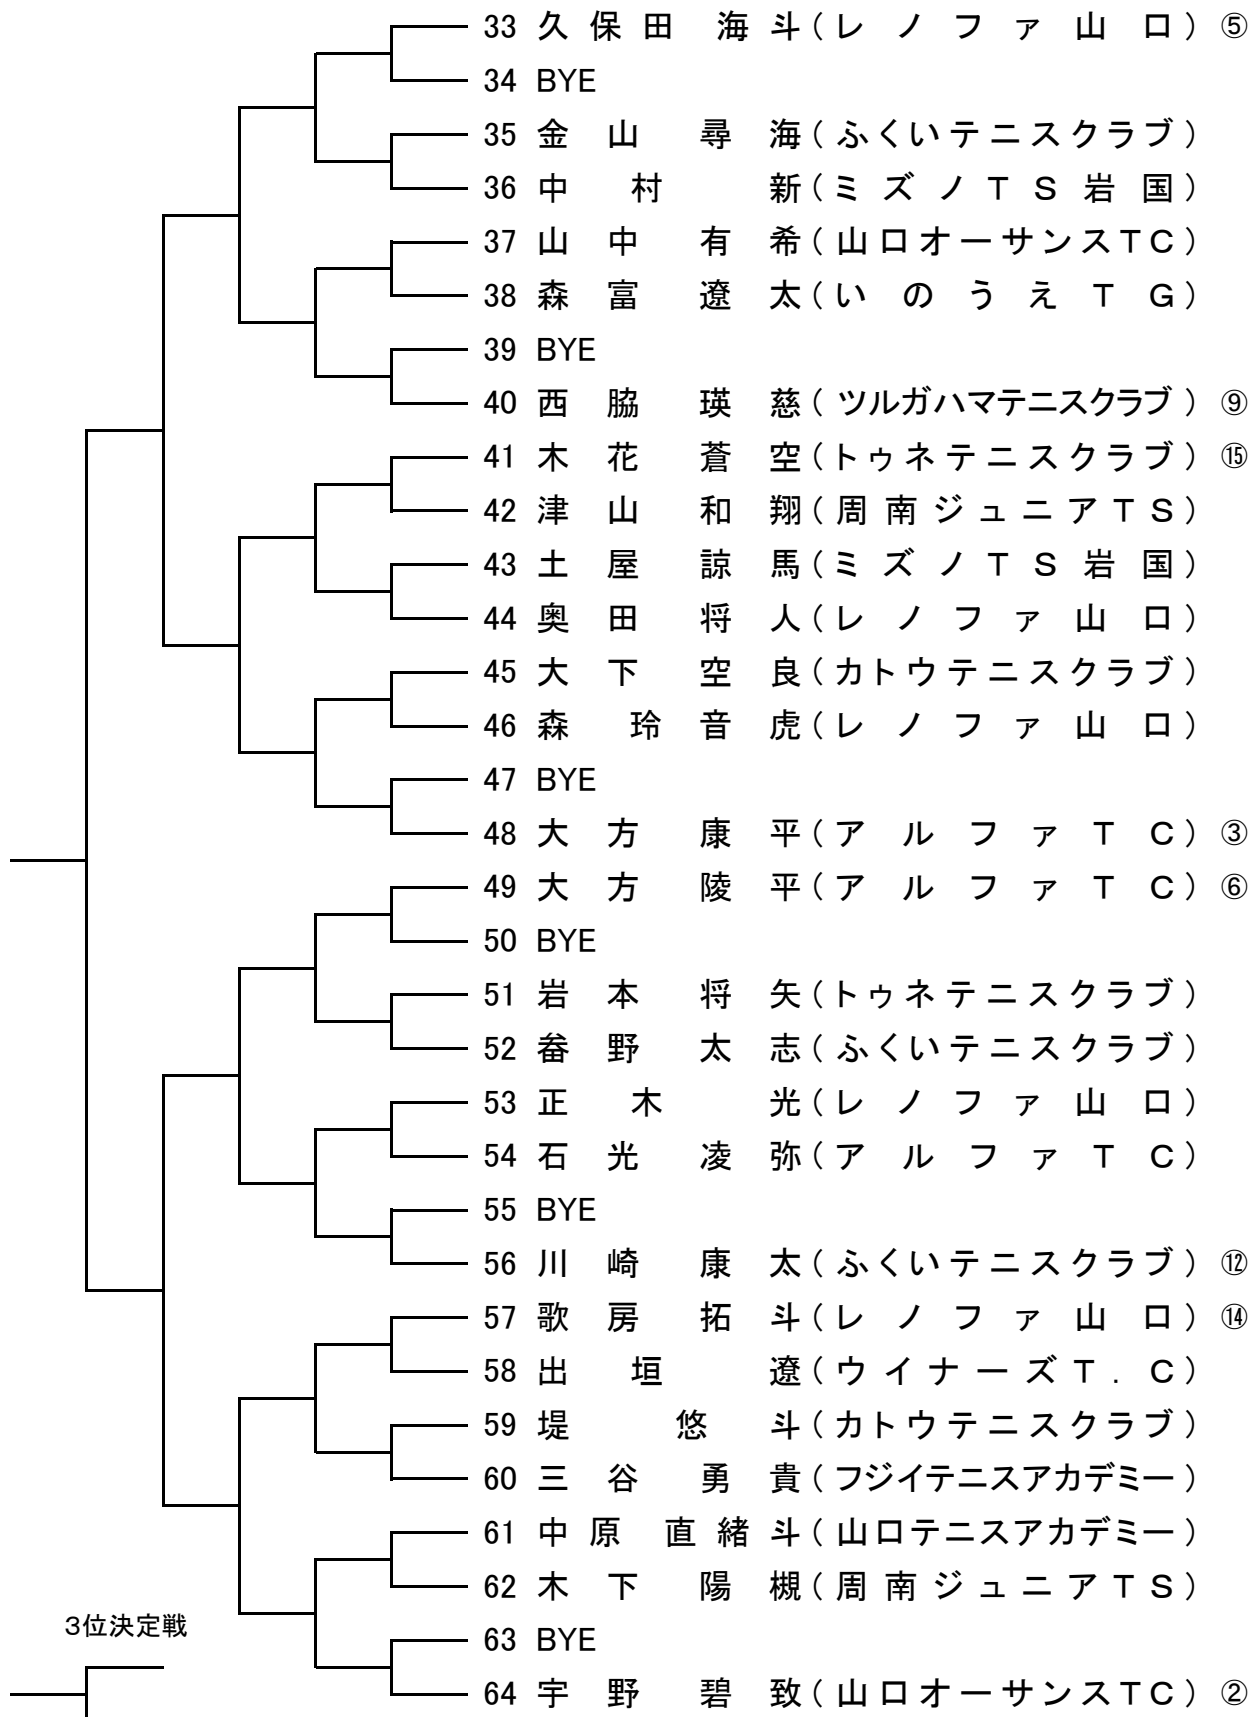 33 久保田 海斗(レノファ山口) ⑤
34 BYE
35 金山 尋海(ふくいテニスクラブ)
36 中村 新(ミズノTS岩国)
37 山中 有希(山口オーサンスTC)
38 森富 遼太(いのうえTG)
39 BYE
40 西脇 瑛慈(ツルガハマテニスクラブ) ⑨
41 木花 蒼空(トゥネテニスクラブ) ⑮
42 津山 和翔(周南ジュニアTS)
43 土屋 諒馬(ミズノTS岩国)
44 奥田 将人(レノファ山口)
45 大下 空良(カトウテニスクラブ)
46 森 玲音虎(レノファ山口)
47 BYE
48 大方 康平(アルファTC) ③
49 大方 陵平(アルファTC) ⑥
50 BYE
51 岩本 将矢(トゥネテニスクラブ)
52 畚野 太志(ふくいテニスクラブ)
53 正木 光(レノファ山口)
54 石光 凌弥(アルファTC)
55 BYE
56 川崎 康太(ふくいテニスクラブ) ⑫
57 歌房 拓斗(レノファ山口) ⑭
58 出垣 遼(ウイナーズT.C)
59 堤 悠斗(カトウテニスクラブ)
60 三谷 勇貴(フジイテニスアカデミー)
61 中原 直緒斗(山口テニスアカデミー)
62 木下 陽槻(周南ジュニアTS)
3位決定戦
63 BYE
64 宇野 碧致(山口オーサンスTC) ②